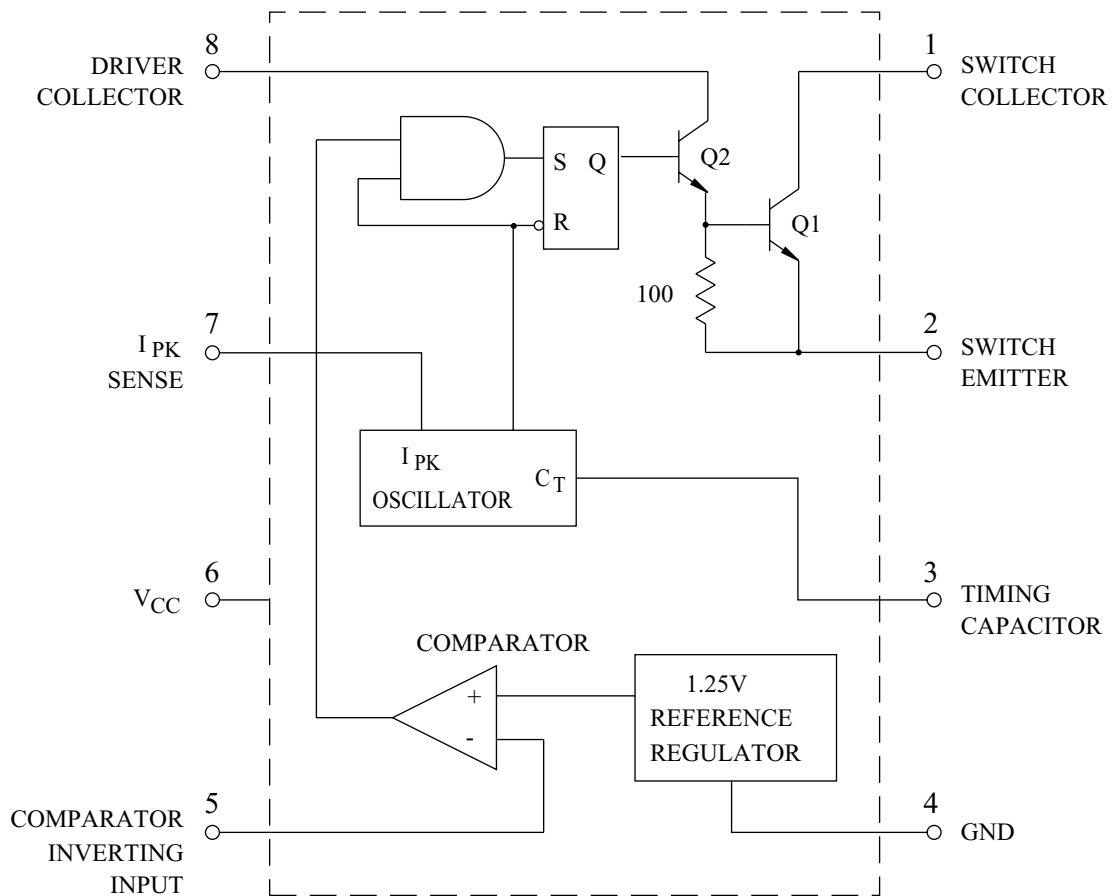 8
DRIVER
COLLECTOR
1
SWITCH
COLLECTOR
S Q
R
Q2
Q1
100
7
I PK
SENSE
2
SWITCH
EMITTER
I PK
OSCILLATOR
C T
6
VCC
3
TIMING
CAPACITOR
COMPARATOR
+
-
1.25V
REFERENCE
REGULATOR
5
COMPARATOR
INVERTING
INPUT
4
GND